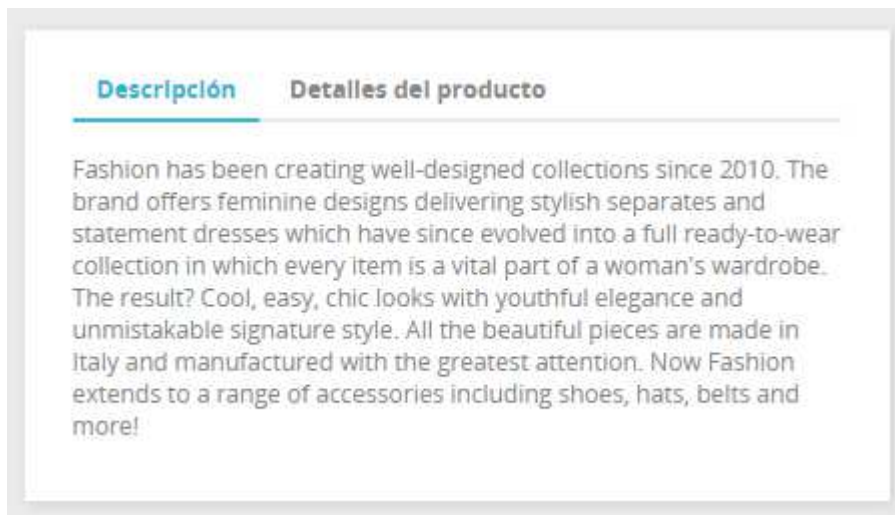 Descripción Detalles del producto
Fashion has been creating well-designed collections since 2010. The
brand offers feminine designs delivering stylish separates and
statement dresses which have since evolved into a full ready-to-wear
collection in which every item is a vital part of a woman's wardrobe.
The result? Cool, easy, chic looks with youthful elegance and
unmistakable signature style. All the beautiful pieces are made in
Italy and manufactured with the greatest attention. Now Fashion
extends to a range of accessories including shoes, hats, belts and
more!